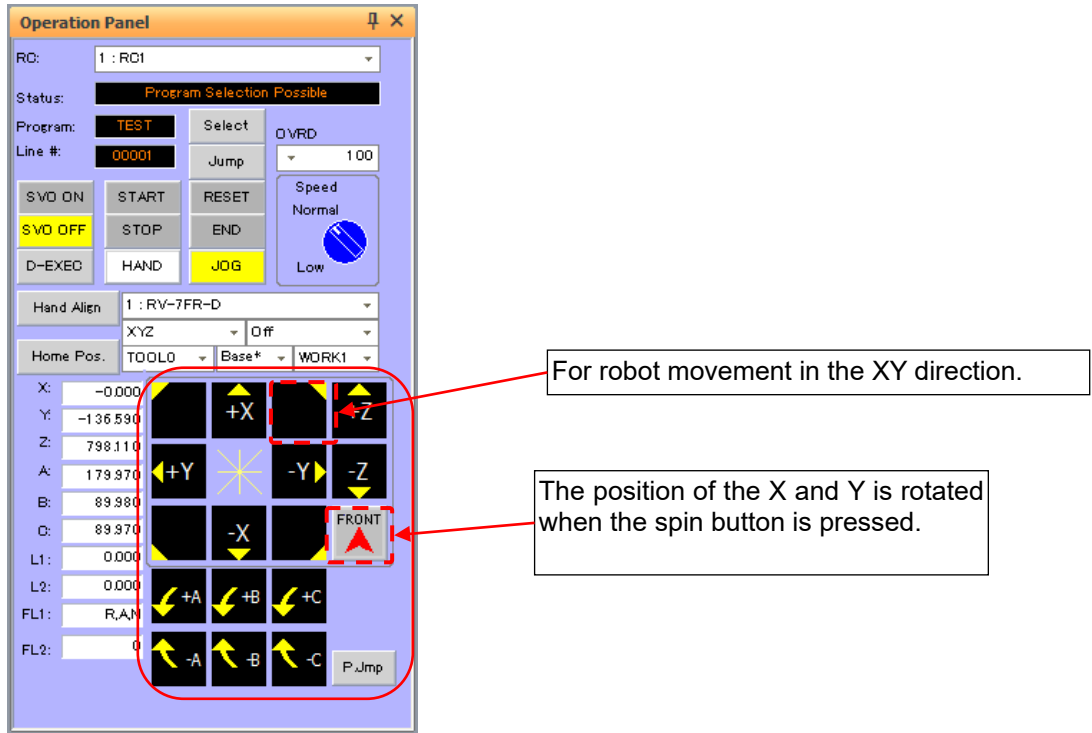 Operation Panel
RC: 1 : RC1
Status: Program Selection Possible
Program: TEST Select OVRD
Line #: 00001 Jump 100
SVO ON START RESET Speed
Normal
SVO OFF STOP END
D-EXEC HAND JOG Low
Hand Align 1 : RV-7FR-D
XYZ Off
Home Pos. TOOL0 Base* WORK1
X: -0.000 +X +Z
Y: -136.590
Z: 798.110
A: 179.970 +Y -Y -Z
B: 89.980
C: 89.970 -X FRONT
L1: 0.000
L2: 0.000 +A +B +C
FL1: R,A,N
FL2: 0 -A -B -C P.Jmp
For robot movement in the XY direction.
The position of the X and Y is rotated
when the spin button is pressed.